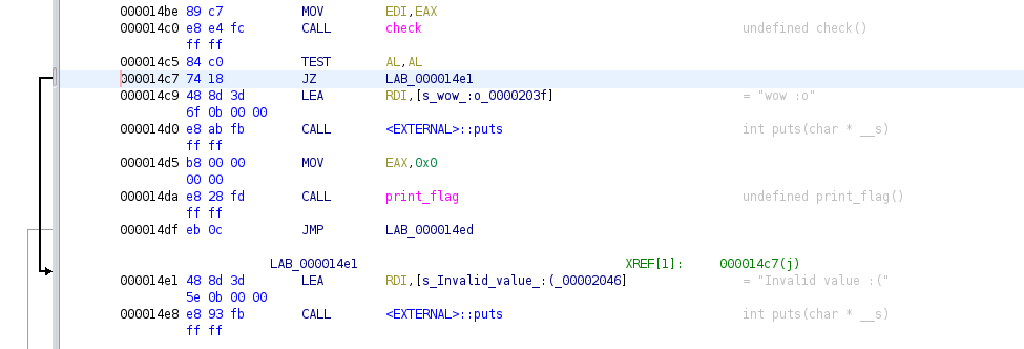 000014be 89 c7 MOV EDI,EAX
000014c0 e8 e4 fc CALL check undefined check()
ff ff
000014c5 84 c0 TEST AL,AL
000014c7 74 18 JZ LAB_000014e1
000014c9 48 8d 3d LEA RDI,[s_wow_:o_0000203f] = "wow :o"
6f 0b 00 00
000014d0 e8 ab fb CALL <EXTERNAL>::puts int puts(char * __s)
ff ff
000014d5 b8 00 00 MOV EAX,0x0
00 00
000014da e8 28 fd CALL print_flag undefined print_flag()
ff ff
000014df eb 0c JMP LAB_000014ed
LAB_000014e1 XREF[1]: 000014c7(j)
000014e1 48 8d 3d LEA RDI,[s_Invalid_value_:(_00002046] = "Invalid value :("
5e 0b 00 00
000014e8 e8 93 fb CALL <EXTERNAL>::puts int puts(char * __s)
ff ff